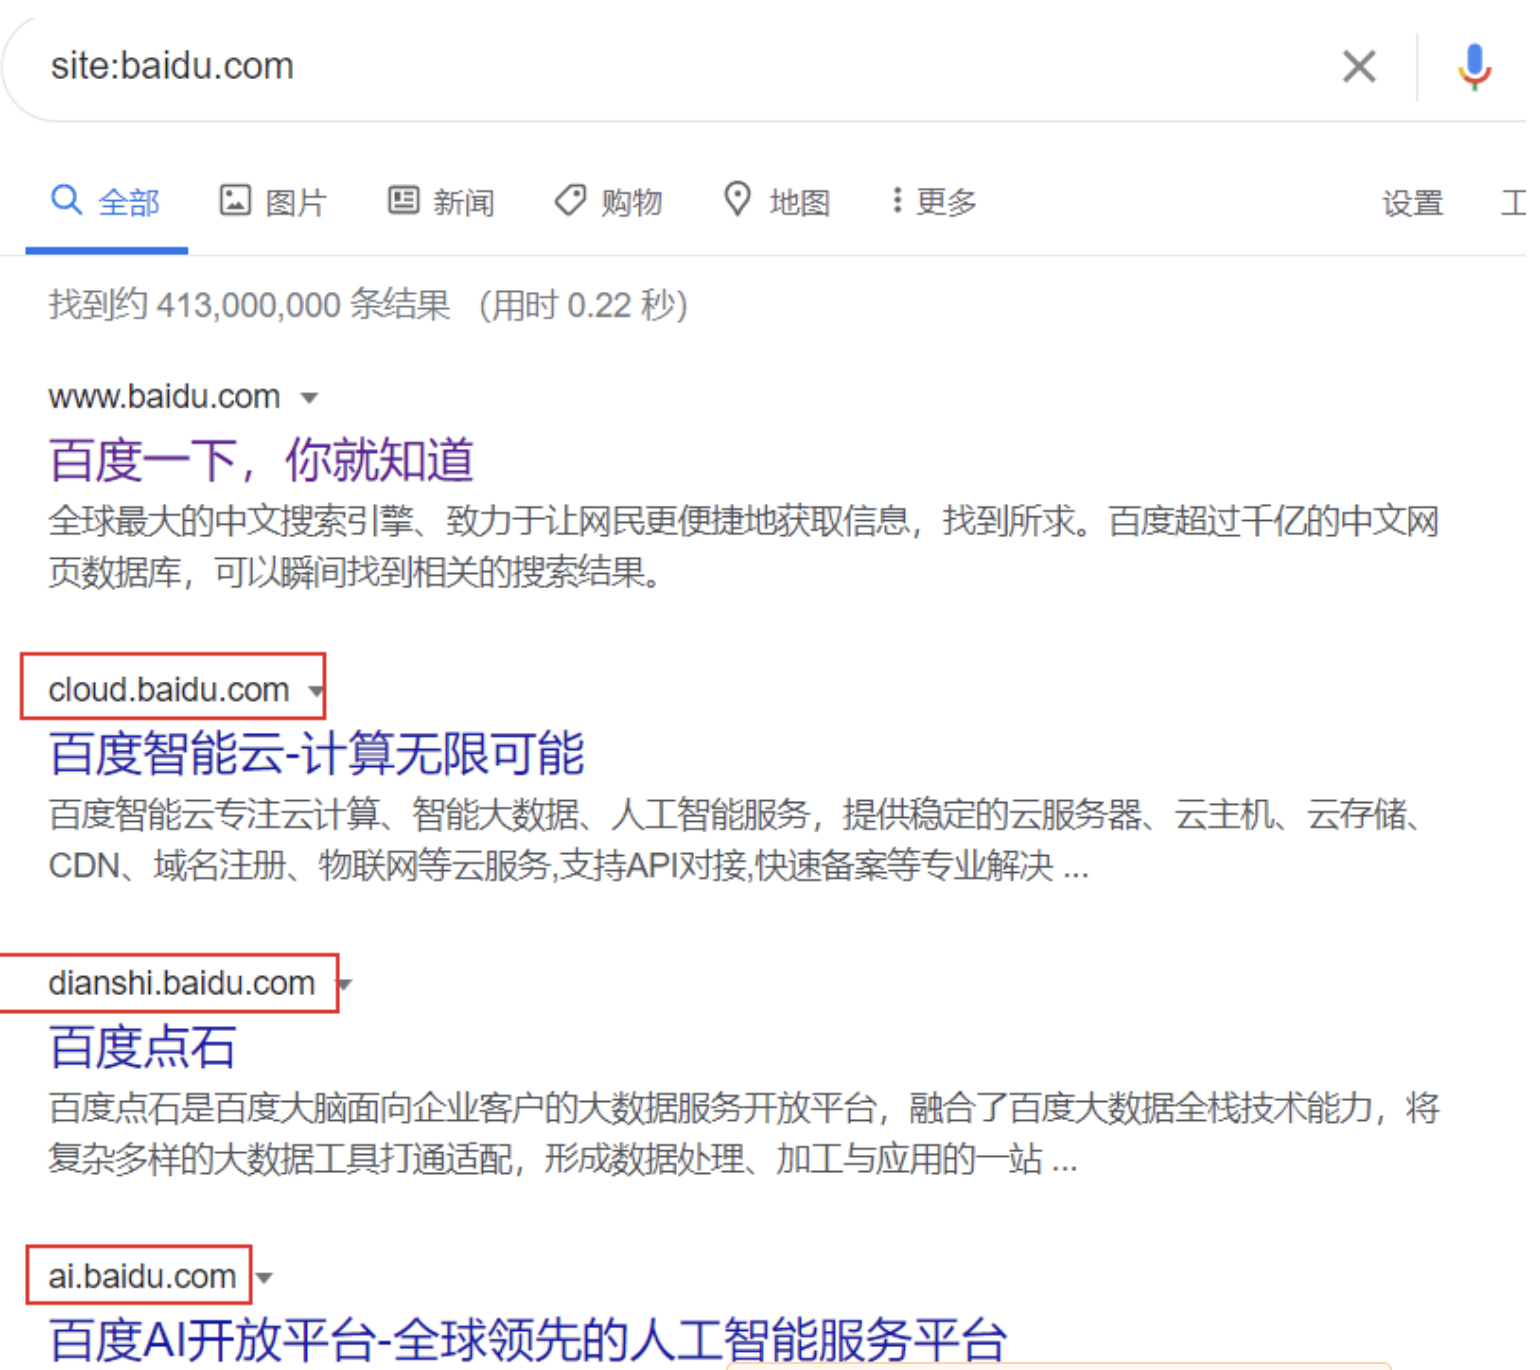 site:baidu.com
全部 图片 新闻 购物 地图 更多 设置
找到约 413,000,000 条结果 （用时 0.22 秒）
www.baidu.com
百度一下，你就知道
全球最大的中文搜索引擎、致力于让网民更便捷地获取信息，找到所求。百度超过千亿的中文网
页数据库，可以瞬间找到相关的搜索结果。
cloud.baidu.com
百度智能云-计算无限可能
百度智能云专注云计算、智能大数据、人工智能服务，提供稳定的云服务器、云主机、云存储、
CDN、域名注册、物联网等云服务,支持API对接,快速备案等专业解决 ...
dianshi.baidu.com
百度点石
百度点石是百度大脑面向企业客户的大数据服务开放平台，融合了百度大数据全栈技术能力，将
复杂多样的大数据工具打通适配，形成数据处理、加工与应用的一站 ...
ai.baidu.com
百度AI开放平台-全球领先的人工智能服务平台